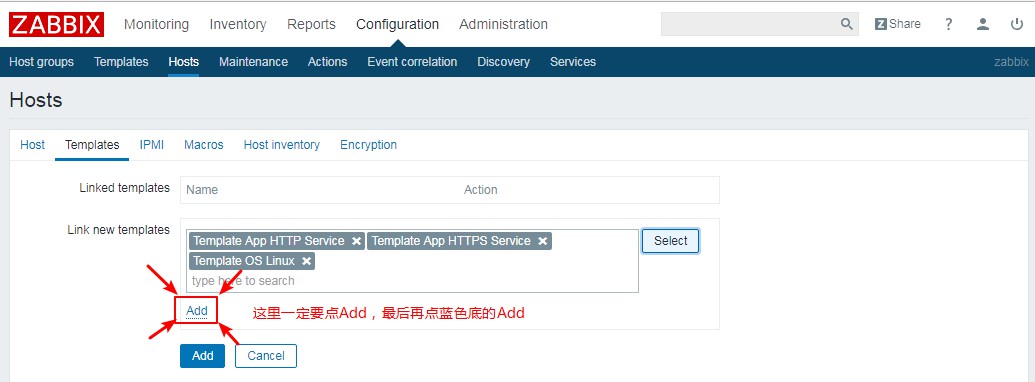 ZABBIX Monitoring Inventory Reports Configuration Administration Z Share ?
Host groups Templates Hosts Maintenance Actions Event correlation Discovery Services zabbix
Hosts
Host Templates IPMI Macros Host inventory Encryption
Linked templates Name Action
Link new templates
Template App HTTP Service Template App HTTPS Service Select
Template OS Linux
type here to search
Add 这里一定要点Add，最后再点蓝色底的Add
Add Cancel